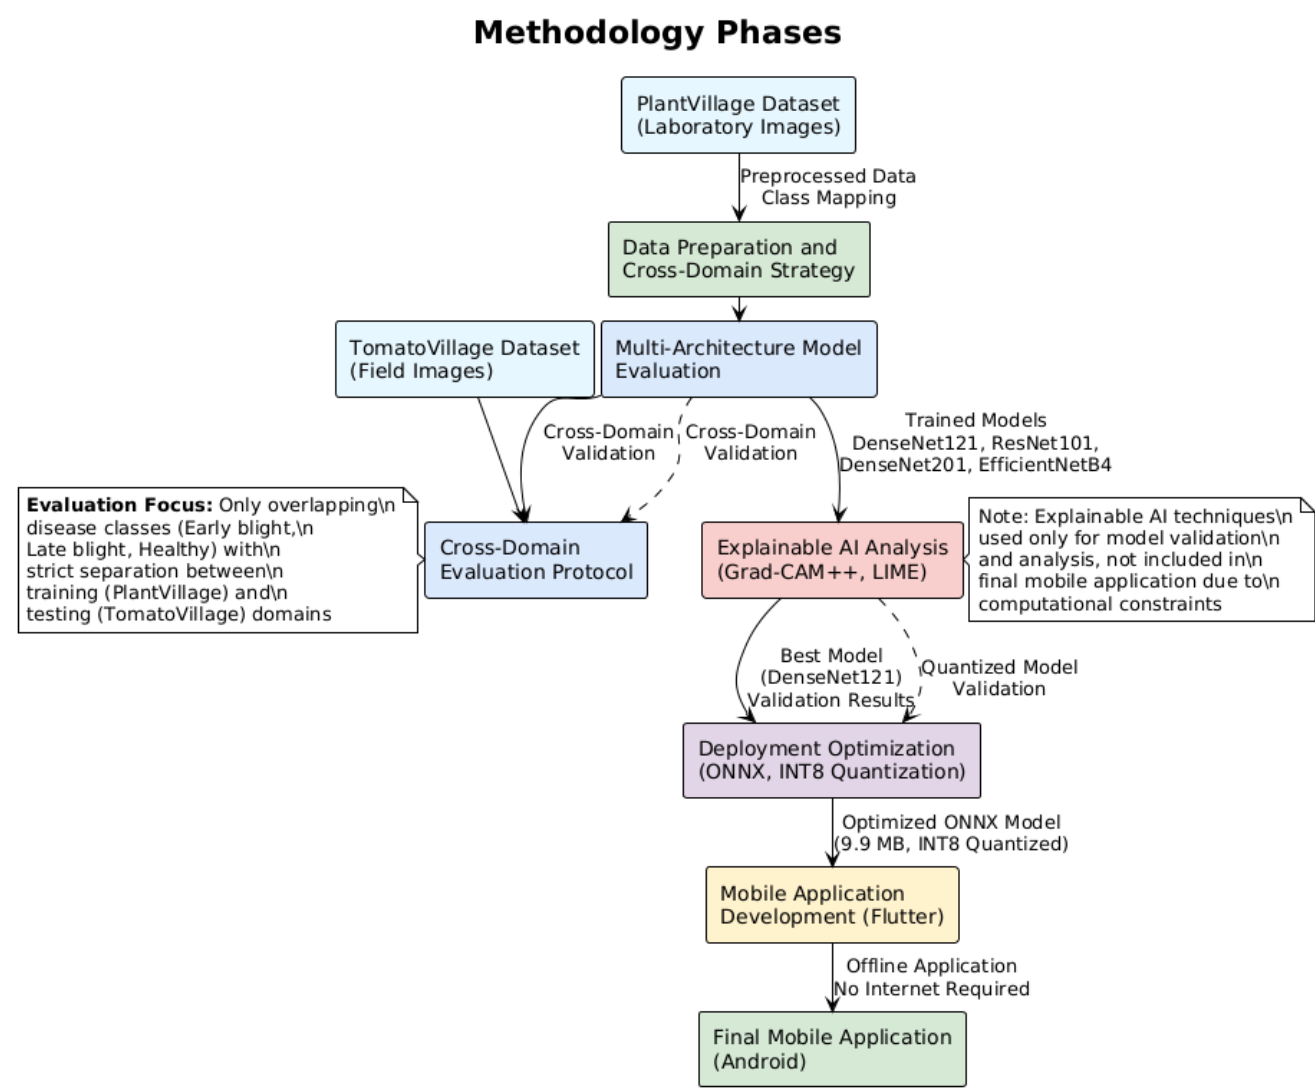 Methodology Phases
PlantVillage Dataset
(Laboratory Images)
Preprocessed Data
Class Mapping
Data Preparation and
Cross-Domain Strategy
TomatoVillage Dataset
(Field Images)
Multi-Architecture Model
Evaluation
Cross-Domain
Validation
Cross-Domain
Validation
Trained Models
DenseNet121, ResNet101,
DenseNet201, EfficientNetB4
Evaluation Focus: Only overlapping\n
disease classes (Early blight,\n
Late blight, Healthy) with\n
strict separation between\n
training (PlantVillage) and\n
testing (TomatoVillage) domains
Cross-Domain
Evaluation Protocol
Explainable AI Analysis
(Grad-CAM++, LIME)
Note: Explainable AI techniques\n
used only for model validation\n
and analysis, not included in\n
final mobile application due to\n
computational constraints
Best Model
(DenseNet121)
Validation Results
Quantized Model
Validation
Deployment Optimization
(ONNX, INT8 Quantization)
Optimized ONNX Model
(9.9 MB, INT8 Quantized)
Mobile Application
Development (Flutter)
Offline Application
No Internet Required
Final Mobile Application
(Android)